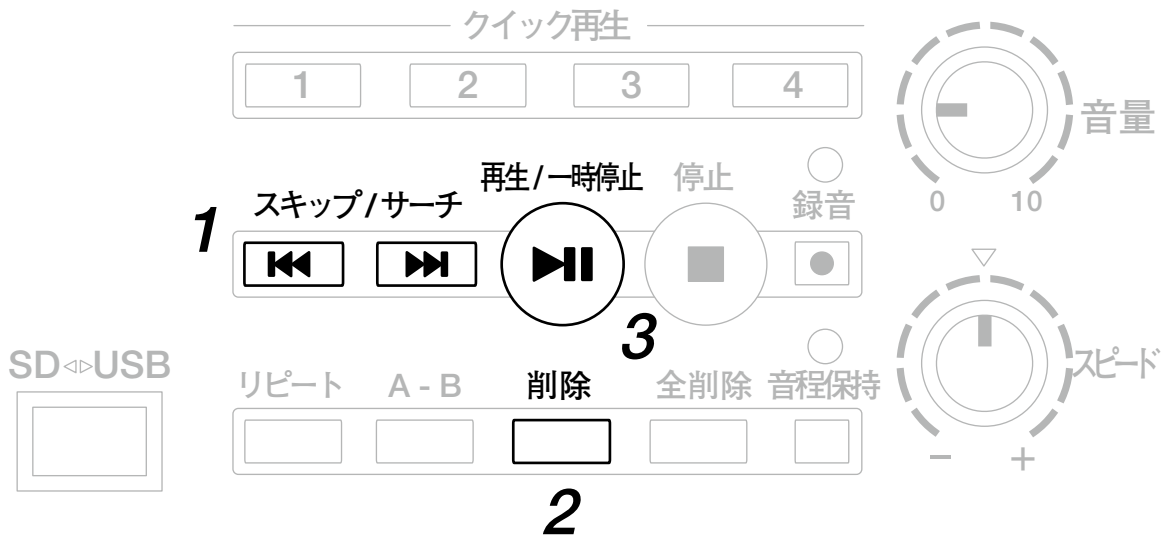 クイック再生
1 2 3 4
音量
0 10
再生/一時停止
停止
録音
スキップ/サーチ
1
3
SD◃▹USB
リピート
A - B
削除
全削除
音程保持
スピード
− +
2